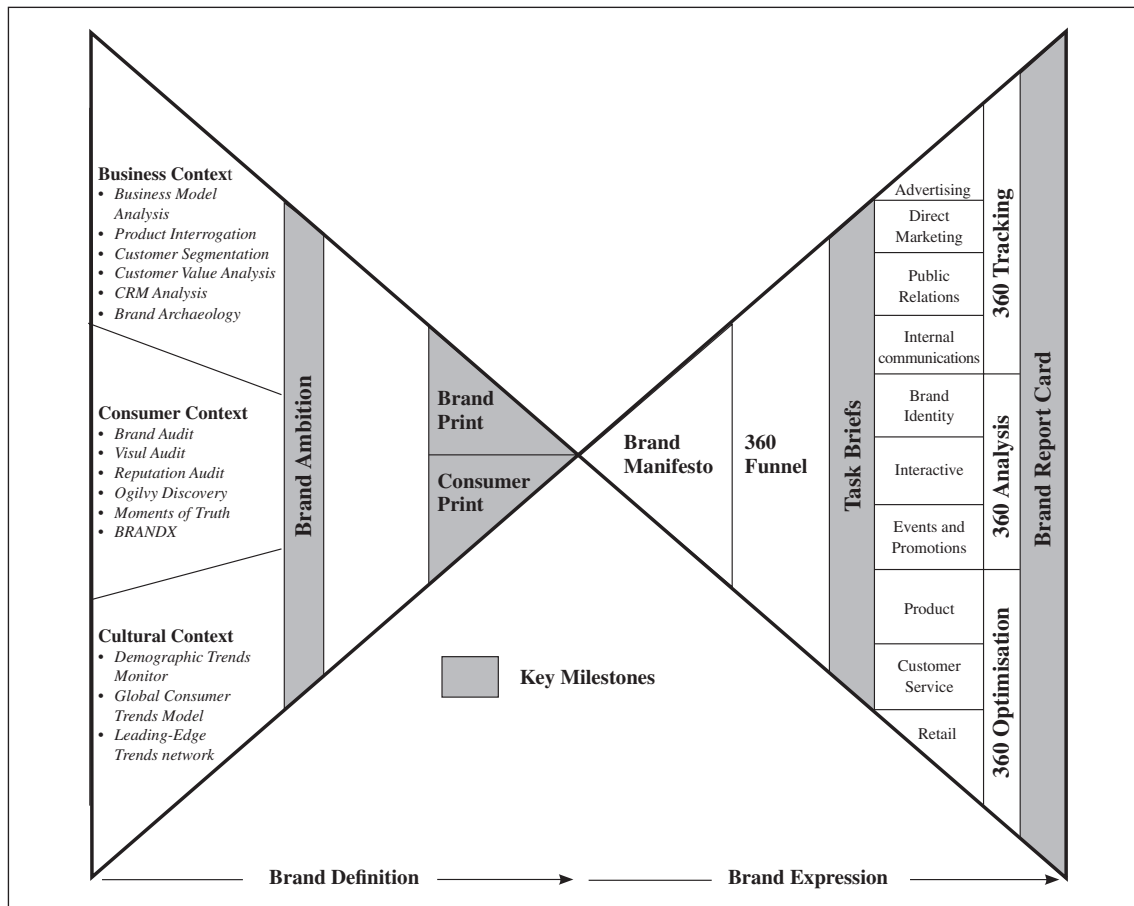 Business Context
• Business Model
Analysis
• Product Interrogation
• Customer Segmentation
• Customer Value Analysis
• CRM Analysis
• Brand Archaeology
Consumer Context
• Brand Audit
• Visul Audit
• Reputation Audit
• Ogilvy Discovery
• Moments of Truth
• BRANDX
Cultural Context
• Demographic Trends
Monitor
• Global Consumer
Trends Model
• Leading-Edge
Trends network
Brand Ambition
Brand
Print
Consumer
Print
Brand
Manifesto
360
Funnel
Task Briefs
Advertising
Direct
Marketing
Public
Relations
Internal
communications
Brand
Identity
Interactive
Events and
Promotions
Product
Customer
Service
Retail
360 Tracking
360 Analysis
360 Optimisation
Brand Report Card
Key Milestones
Brand Definition
Brand Expression